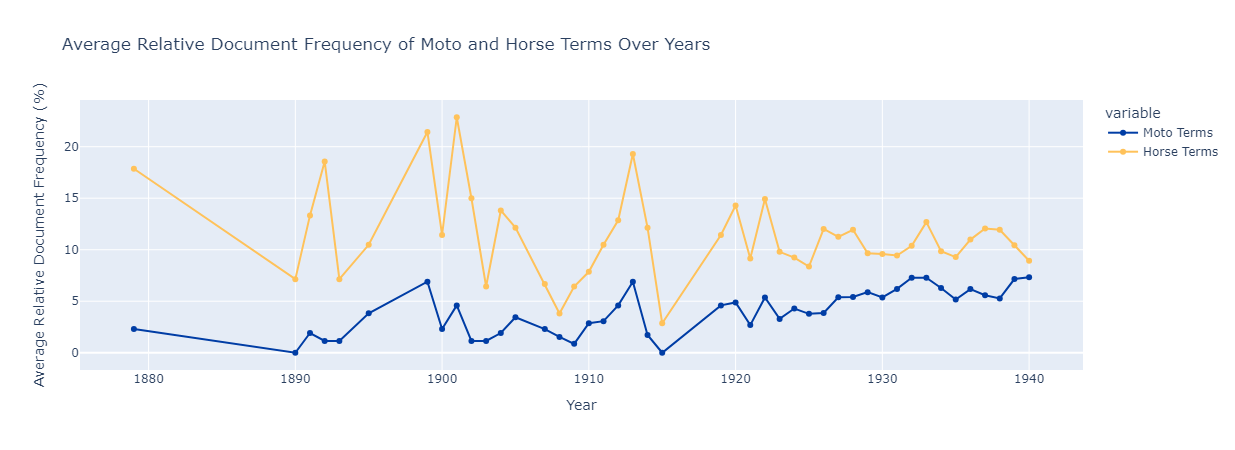 Average Relative Document Frequency of Moto and Horse Terms Over Years
Average Relative Document Frequency (%)
20
15
10
5
0
1880
1890
1900
1910
1920
1930
1940
Year
variable
Moto Terms
Horse Terms